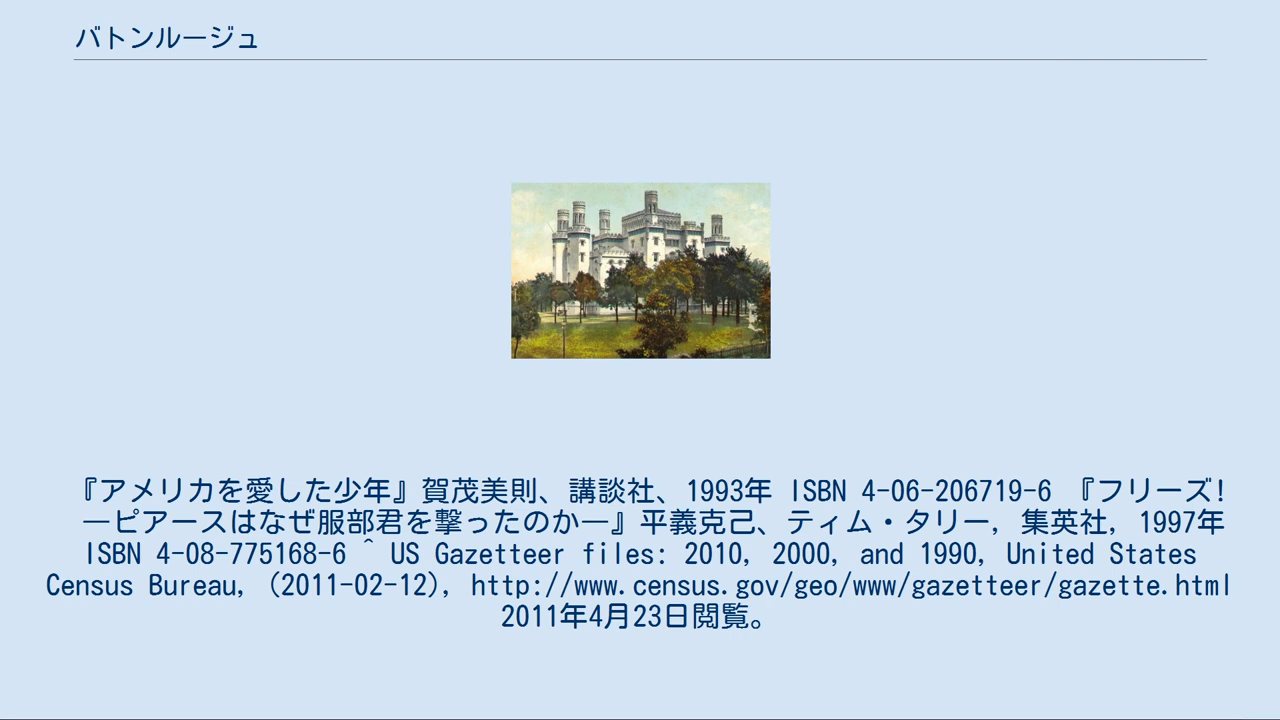 バトンルージュ
『アメリカを愛した少年』賀茂美則、講談社、1993年 ISBN 4-06-206719-6 『フリーズ!
―ピアースはなぜ服部君を撃ったのか―』平義克己、ティム・タリー, 集英社, 1997年
ISBN 4-08-775168-6 ^ US Gazetteer files: 2010, 2000, and 1990, United States
Census Bureau, (2011-02-12), http://www.census.gov/geo/www/gazetteer/gazette.html
2011年4月23日閲覧。